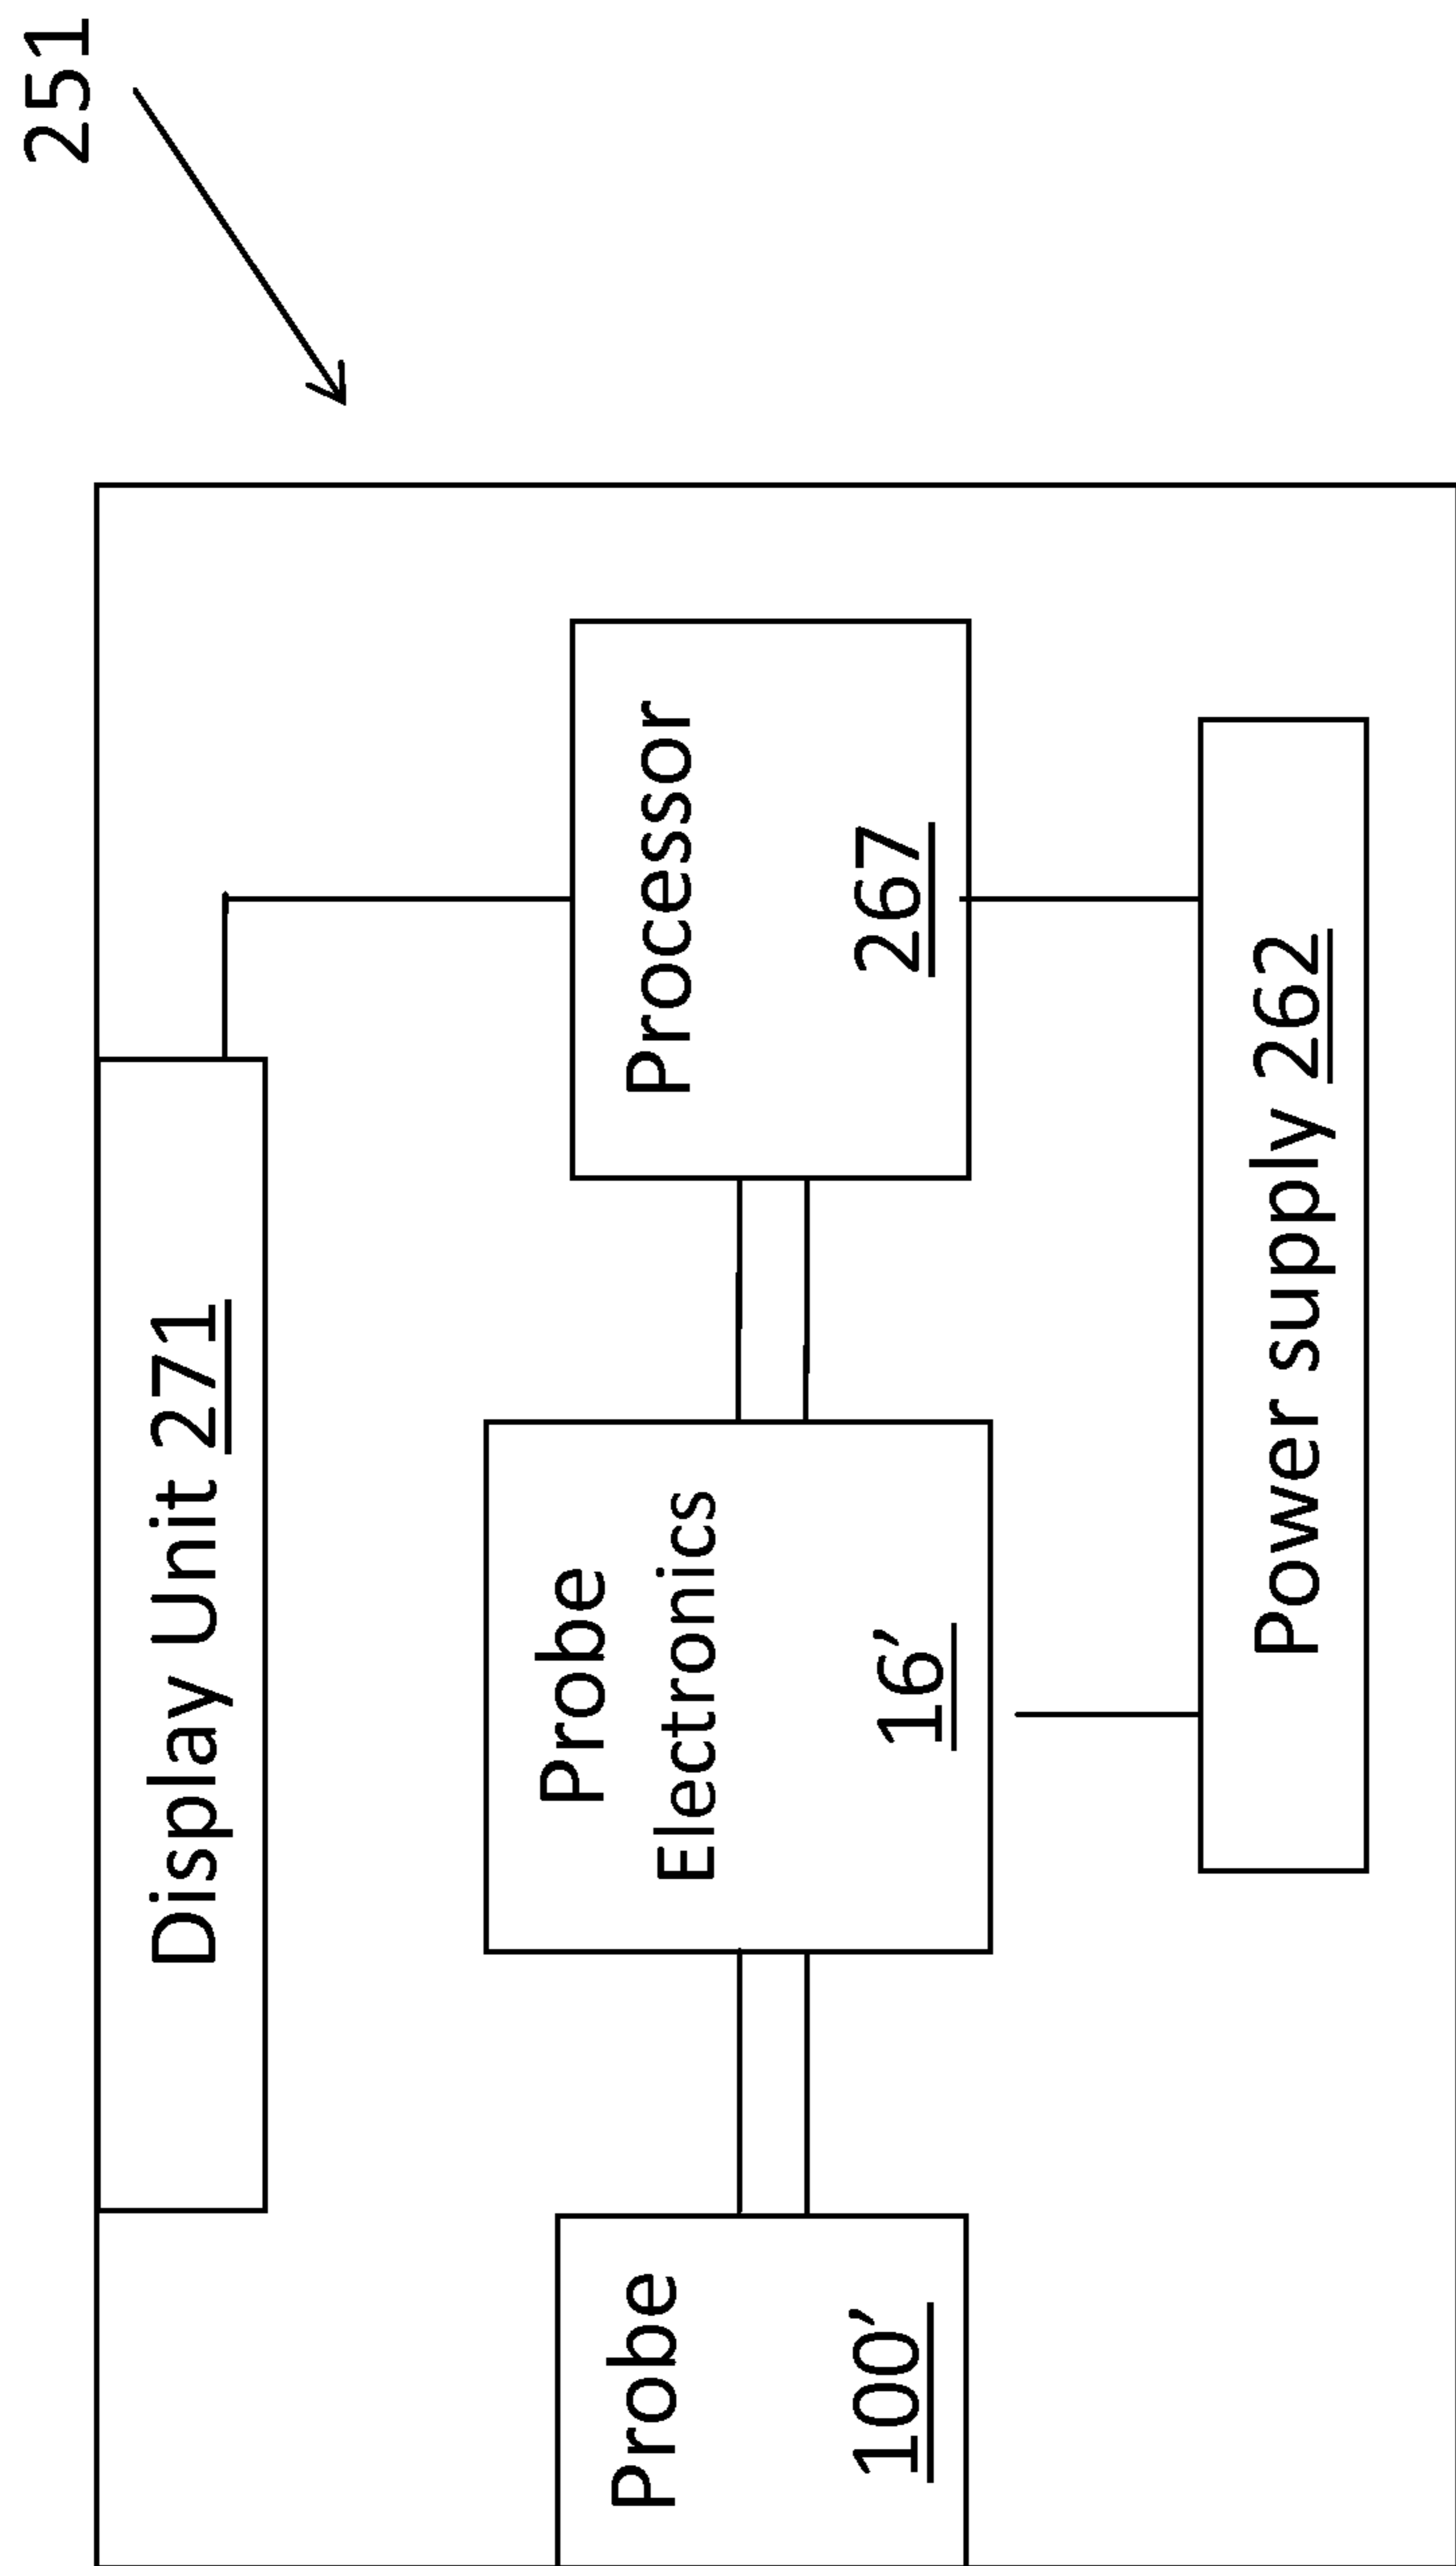 251
Display Unit 271
Probe
100’
Probe
Electronics
16’
Processor
267
Power supply 262